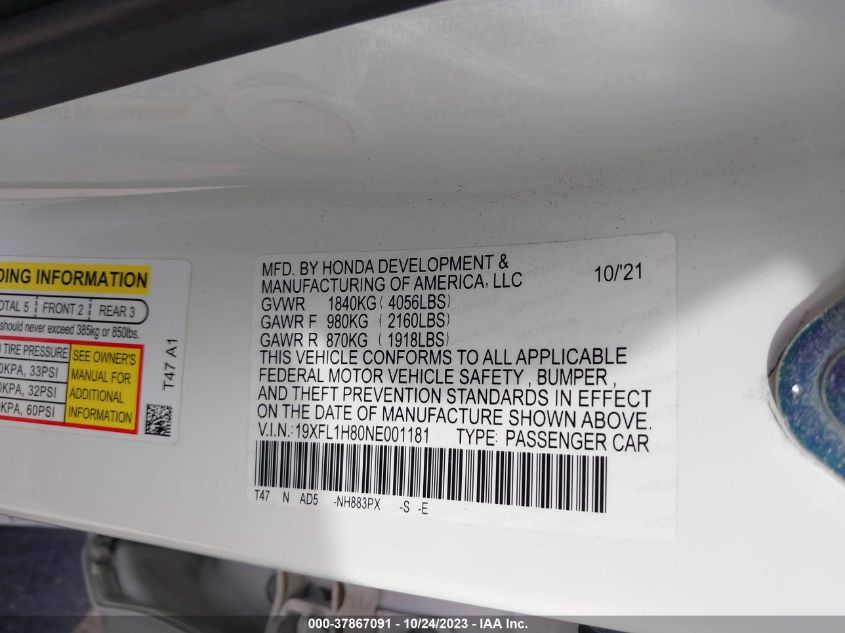 DING INFORMATION
OTAL 5 FRONT 2 REAR 3
should never exceed 385kg or 850lbs.
TIRE PRESSURE
0KPA, 33PSI
0KPA, 32PSI
KPA, 60PSI
SEE OWNER'S
MANUAL FOR
ADDITIONAL
INFORMATION
T47 A1
MFD. BY HONDA DEVELOPMENT & 10/'21
MANUFACTURING OF AMERICA, LLC
GVWR 1840KG ( 4056LBS)
GAWR F 980KG ( 2160LBS)
GAWR R 870KG ( 1918LBS)
THIS VEHICLE CONFORMS TO ALL APPLICABLE
FEDERAL MOTOR VEHICLE SAFETY , BUMPER ,
AND THEFT PREVENTION STANDARDS IN EFFECT
ON THE DATE OF MANUFACTURE SHOWN ABOVE.
V.I.N.:19XFL1H80NE001181 TYPE: PASSENGER CAR
T47 N AD5 -NH883PX -S -E
000-37867091 - 10/24/2023 - IAA Inc.